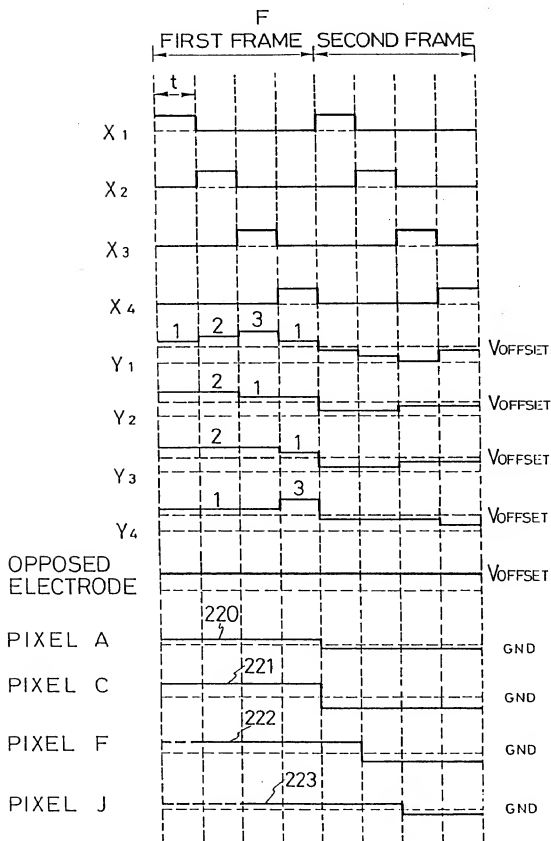 F
FIRST FRAME SECOND FRAME
t
X1
X2
X3
X4
1 2 3 1
Y1 VOFFSET
2 1
Y2 VOFFSET
2 1
Y3 VOFFSET
1 3
Y4 VOFFSET
OPPOSED
ELECTRODE VOFFSET
220
PIXEL A GND
221
PIXEL C GND
222
PIXEL F GND
223
PIXEL J GND